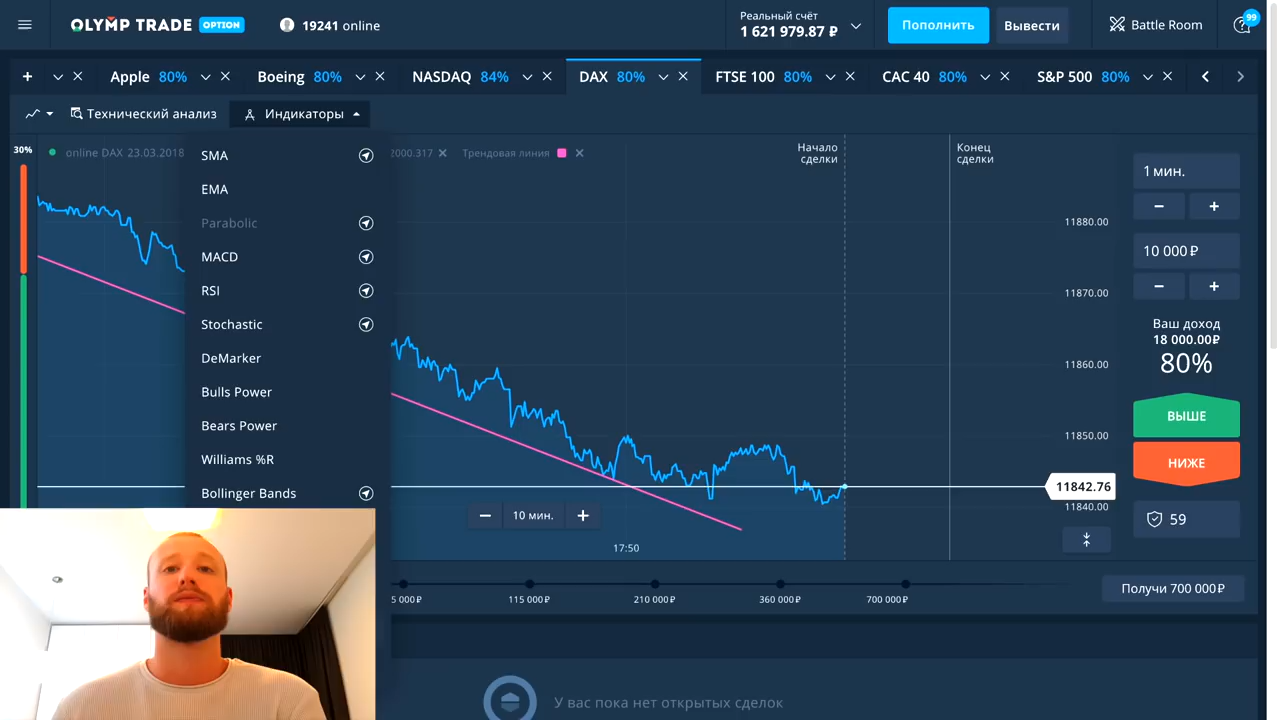 OLYMP TRADE OPTION
19241 online
Реальный счёт
1 621 979.87 ₽
Пополнить
Вывести
Battle Room
99
+
Apple 80%
Boeing 80%
NASDAQ 84%
DAX 80%
FTSE 100 80%
CAC 40 80%
S&P 500 80%
Технический анализ
Индикаторы
30%
online DAX 23.03.2018
2000.317
Трендовая линия
Начало
сделки
Конец
сделки
SMA
EMA
Parabolic
MACD
RSI
Stochastic
DeMarker
Bulls Power
Bears Power
Williams %R
Bollinger Bands
11880.00
11870.00
11860.00
11850.00
11842.76
11840.00
− 10 мин. +
17:50
1 мин.
− +
10 000 ₽
− +
Ваш доход
18 000.00₽
80%
ВЫШЕ
НИЖЕ
59
5 000₽
115 000₽
210 000₽
360 000₽
700 000₽
Получи 700 000₽
У вас пока нет открытых сделок